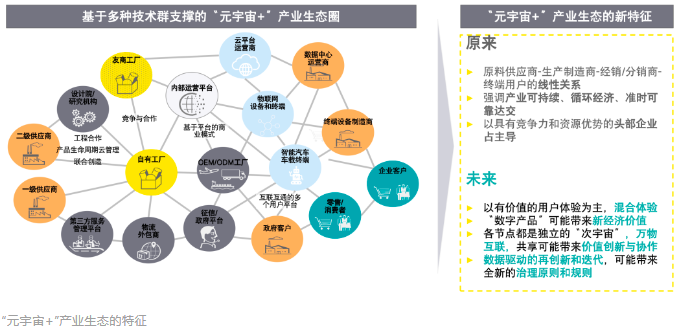 基于多种技术群支撑的“元宇宙+”产业生态圈
“元宇宙+”产业生态的新特征
友商工厂
云平台
运营商
数据中心
运营商
设计院/
研究机构
内部运营平台
物联网
设备和终端
竞争与合作
基于平台的商
业模式
终端设备制造商
二级供应商
工程合作
产品生命周期云管理
联合创造
自有工厂
OEM/ODM工厂
智能汽车
车载终端
企业客户
一级供应商
互联互通的多
个用户平台
零售/
消费者
第三方服务
管理平台
物流
外包商
征信/
政府平台
政府客户
原来
原料供应商-生产制造商-经销/分销商-
终端用户的线性关系
强调产业可持续、循环经济、准时可
靠达交
以具有竞争力和资源优势的头部企业
占主导
未来
以有价值的用户体验为主，混合体验
“数字产品”可能带来新经济价值
各节点都是独立的“次宇宙”，万物
互联，共享可能带来价值创新与协作
数据驱动的再创新和迭代，可能带来
全新的治理原则和规则
“元宇宙+”产业生态的特征